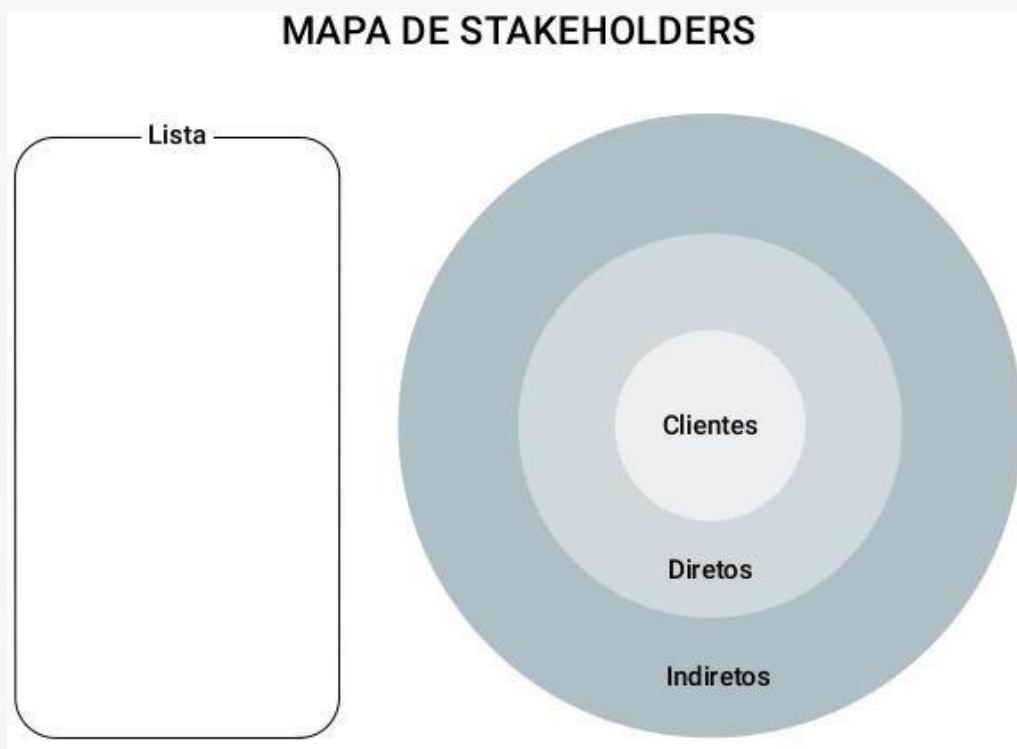 MAPA DE STAKEHOLDERS
Lista
Clientes
Diretos
Indiretos